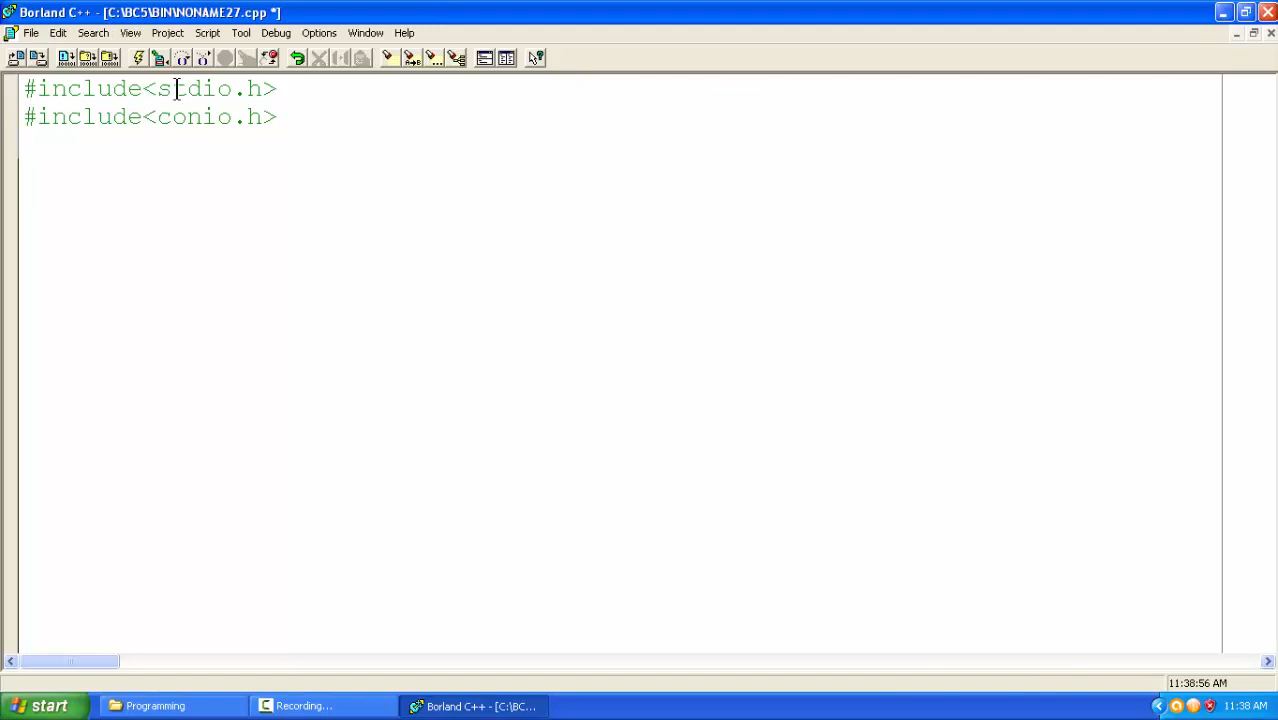 Borland C++ - [C:\BC5\BIN\NONAME27.cpp *]
File Edit Search View Project Script Tool Debug Options Window Help
#include<stdio.h>
#include<conio.h>
11:38:56 AM
start Programming Recording... Borland C++ - [C:\BC... 11:38 AM